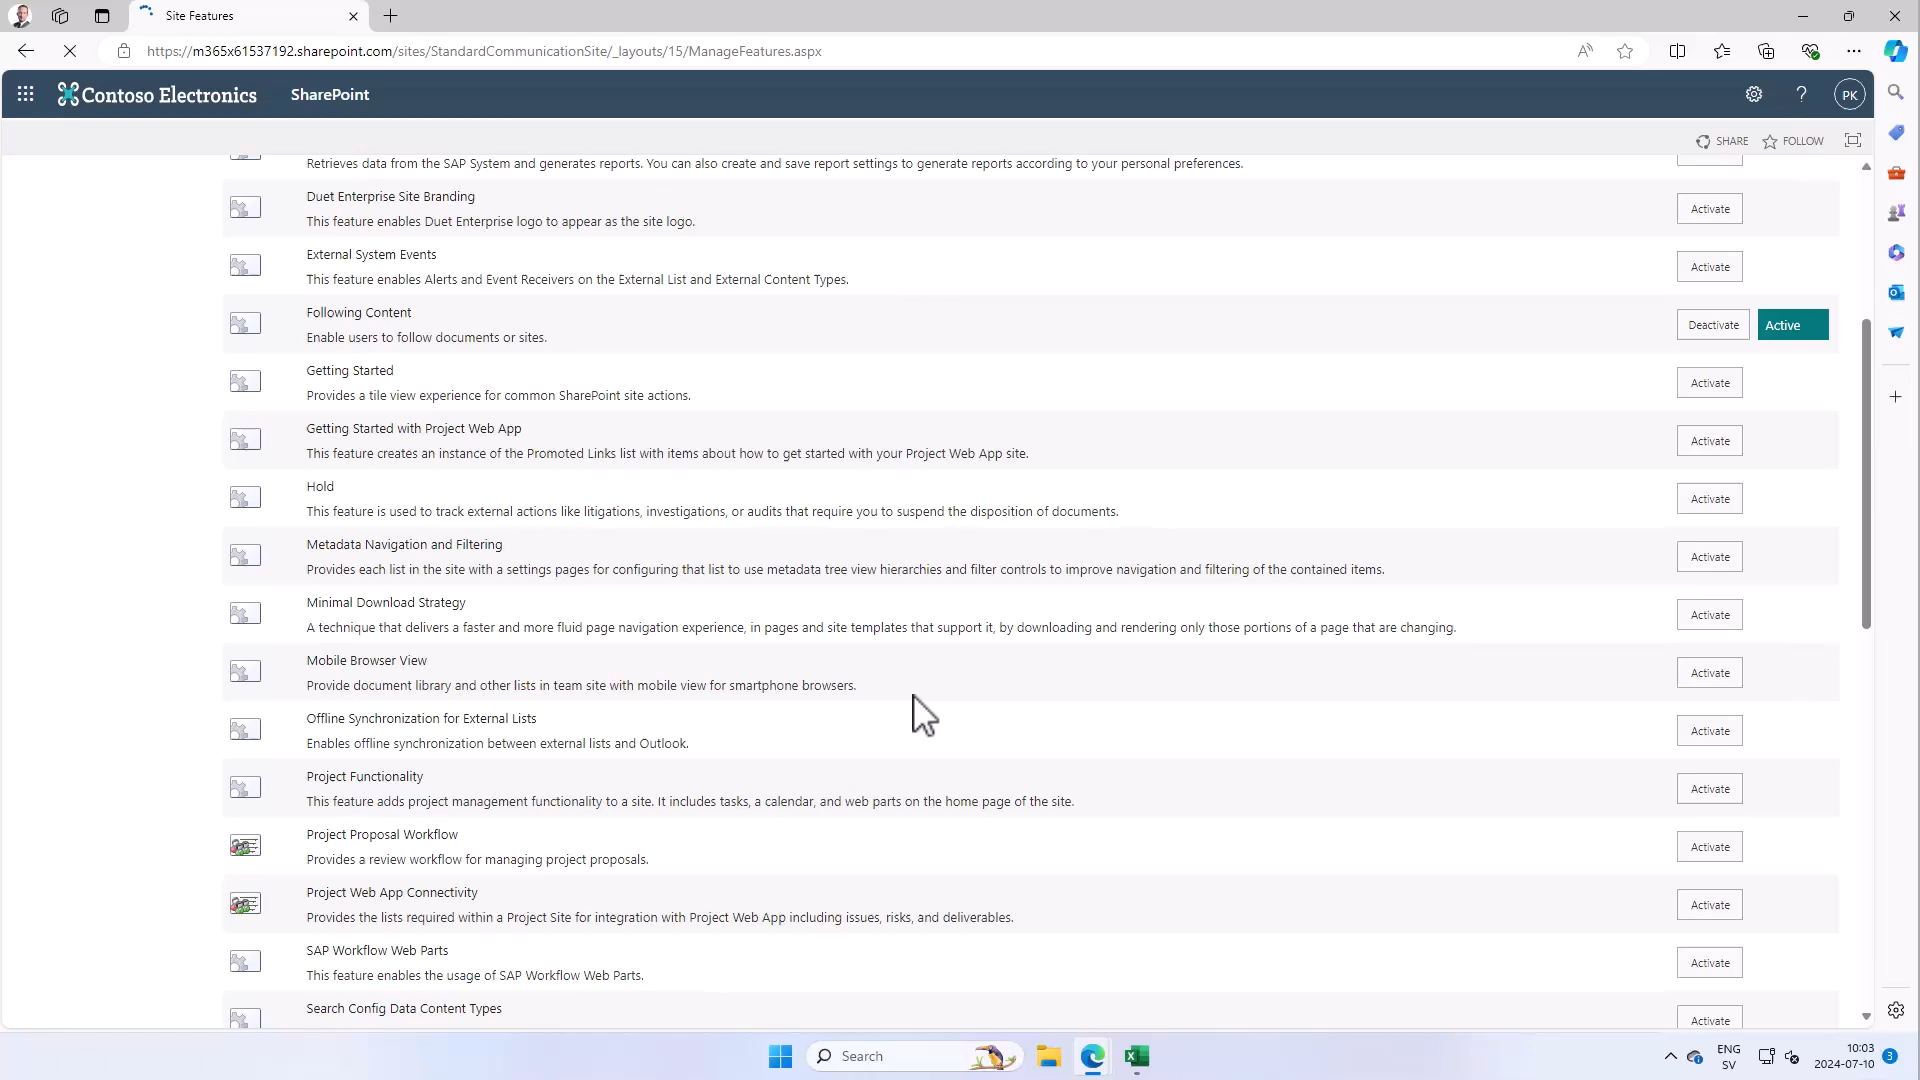 Site Features
https://m365x61537192.sharepoint.com/sites/StandardCommunicationSite/_layouts/15/ManageFeatures.aspx
Contoso Electronics
SharePoint
?
PK
SHARE
FOLLOW
Retrieves data from the SAP System and generates reports. You can also create and save report settings to generate reports according to your personal preferences.
Duet Enterprise Site Branding
This feature enables Duet Enterprise logo to appear as the site logo.
Activate
External System Events
This feature enables Alerts and Event Receivers on the External List and External Content Types.
Activate
Following Content
Enable users to follow documents or sites.
Deactivate
Active
Getting Started
Provides a tile view experience for common SharePoint site actions.
Activate
Getting Started with Project Web App
This feature creates an instance of the Promoted Links list with items about how to get started with your Project Web App site.
Activate
Hold
This feature is used to track external actions like litigations, investigations, or audits that require you to suspend the disposition of documents.
Activate
Metadata Navigation and Filtering
Provides each list in the site with a settings pages for configuring that list to use metadata tree view hierarchies and filter controls to improve navigation and filtering of the contained items.
Activate
Minimal Download Strategy
A technique that delivers a faster and more fluid page navigation experience, in pages and site templates that support it, by downloading and rendering only those portions of a page that are changing.
Activate
Mobile Browser View
Provide document library and other lists in team site with mobile view for smartphone browsers.
Activate
Offline Synchronization for External Lists
Enables offline synchronization between external lists and Outlook.
Activate
Project Functionality
This feature adds project management functionality to a site. It includes tasks, a calendar, and web parts on the home page of the site.
Activate
Project Proposal Workflow
Provides a review workflow for managing project proposals.
Activate
Project Web App Connectivity
Provides the lists required within a Project Site for integration with Project Web App including issues, risks, and deliverables.
Activate
SAP Workflow Web Parts
This feature enables the usage of SAP Workflow Web Parts.
Activate
Search Config Data Content Types
Activate
Search
ENG
SV
10:03
2024-07-10
3